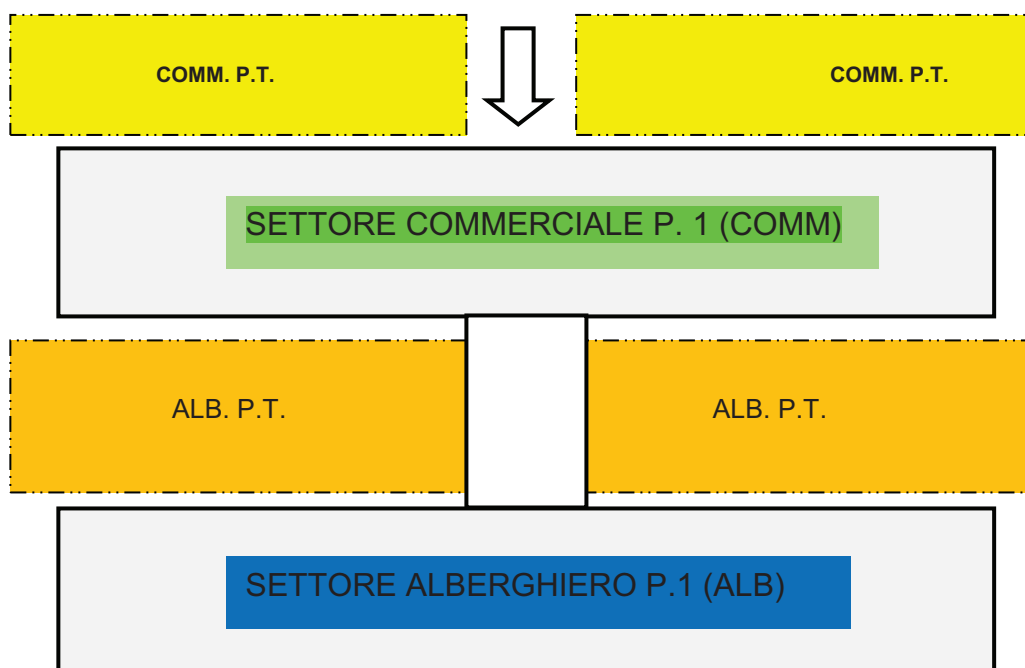 COMM. P.T.
COMM. P.T.
SETTORE COMMERCIALE P. 1 (COMM)
ALB. P.T.
ALB. P.T.
SETTORE ALBERGHIERO P.1 (ALB)